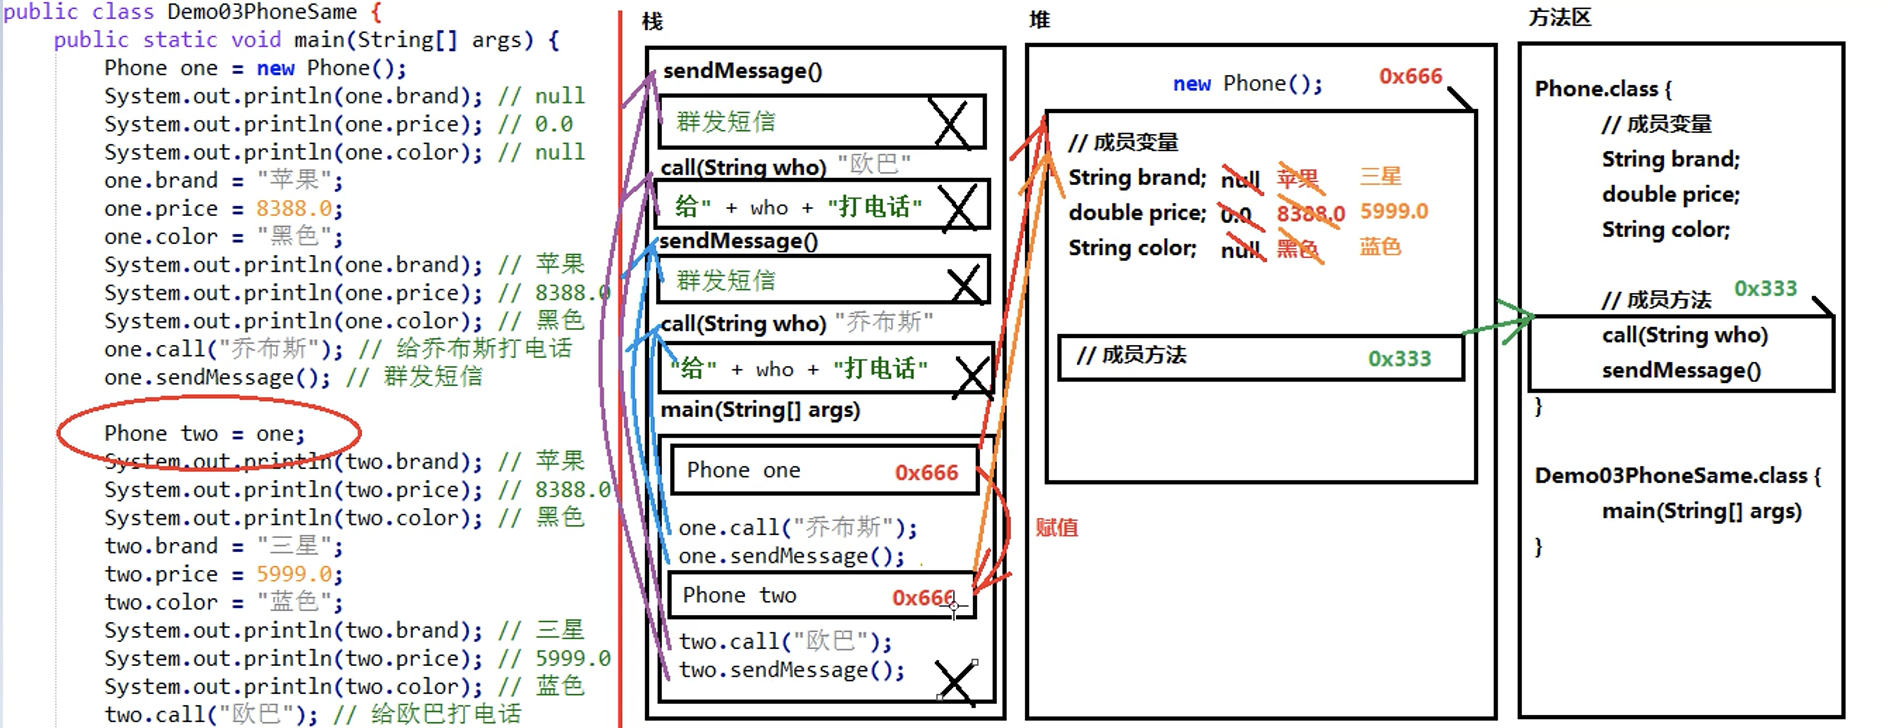 public class Demo03PhoneSame {
public static void main(String[] args) {
Phone one = new Phone();
System.out.println(one.brand); // null
System.out.println(one.price); // 0.0
System.out.println(one.color); // null
one.brand = "苹果";
one.price = 8388.0;
one.color = "黑色";
System.out.println(one.brand); // 苹果
System.out.println(one.price); // 8388.0
System.out.println(one.color); // 黑色
one.call("乔布斯"); // 给乔布斯打电话
one.sendMessage(); // 群发短信
Phone two = one;
System.out.println(two.brand); // 苹果
System.out.println(two.price); // 8388.0
System.out.println(two.color); // 黑色
two.brand = "三星";
two.price = 5999.0;
two.color = "蓝色";
System.out.println(two.brand); // 三星
System.out.println(two.price); // 5999.0
System.out.println(two.color); // 蓝色
two.call("欧巴"); // 给欧巴打电话
栈
sendMessage()
群发短信
call(String who) "欧巴"
给" + who + "打电话"
sendMessage()
群发短信
call(String who) "乔布斯"
"给" + who + "打电话"
main(String[] args)
Phone one 0x666
one.call("乔布斯");
one.sendMessage();
Phone two 0x666
two.call("欧巴");
two.sendMessage();
赋值
堆
new Phone(); 0x666
// 成员变量
String brand; null 苹果 三星
double price; 0.0 8388.0 5999.0
String color; null 黑色 蓝色
// 成员方法 0x333
方法区
Phone.class {
// 成员变量
String brand;
double price;
String color;
// 成员方法 0x333
call(String who)
sendMessage()
}
Demo03PhoneSame.class {
main(String[] args)
}